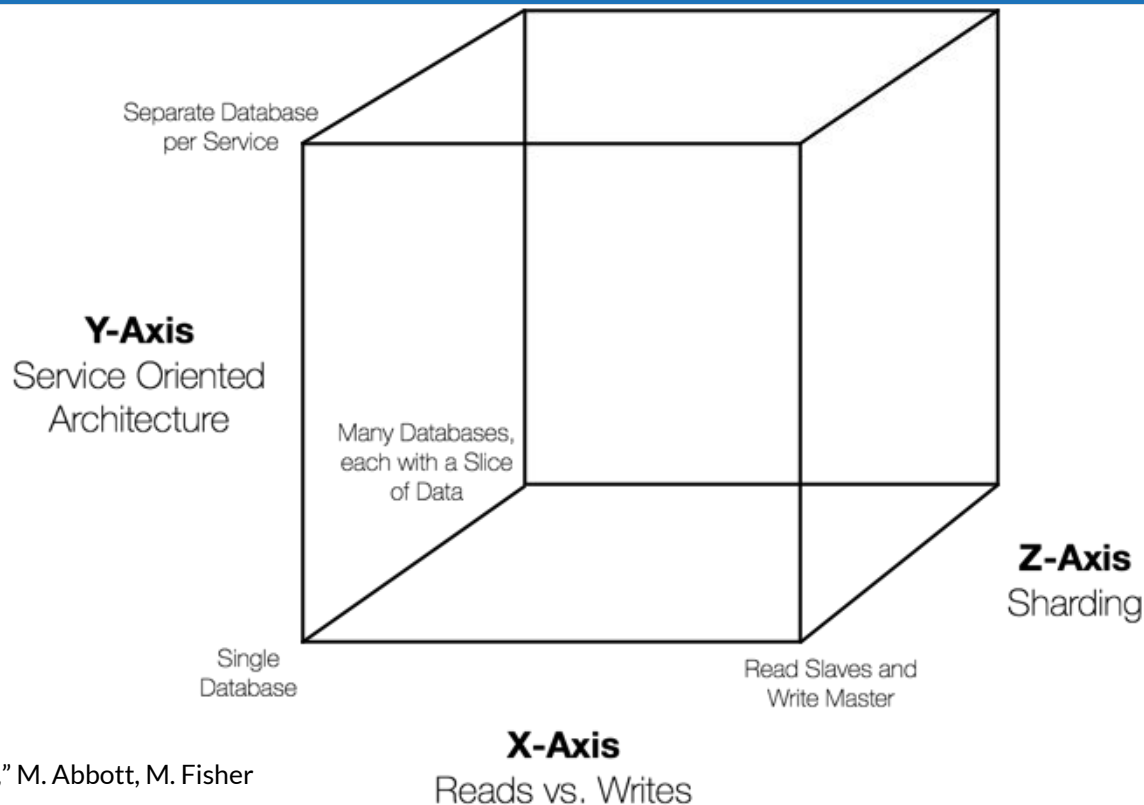 Separate Database
per Service
Y-Axis
Service Oriented
Architecture
Many Databases,
each with a Slice
of Data
Z-Axis
Sharding
Single
Database
Read Slaves and
Write Master
X-Axis
Reads vs. Writes
,” M. Abbott, M. Fisher